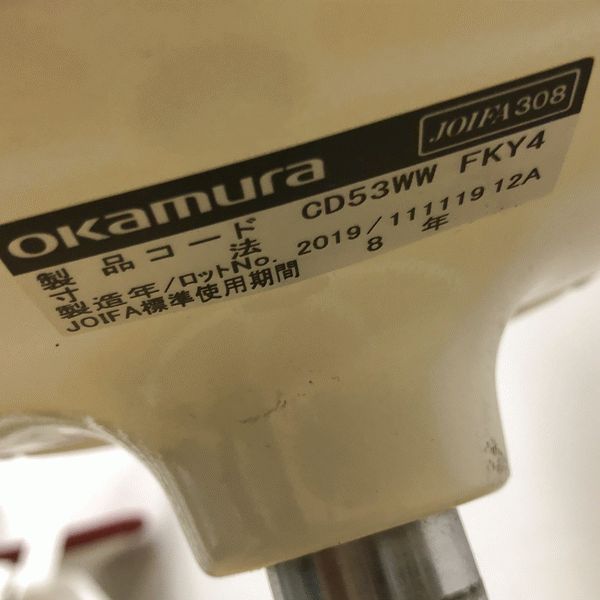 okamura JOIFA308
製品コード CD53WW FKY4
寸法
製造年/ロットNo. 2019/111119 12A
JOIFA標準使用期間 8 年